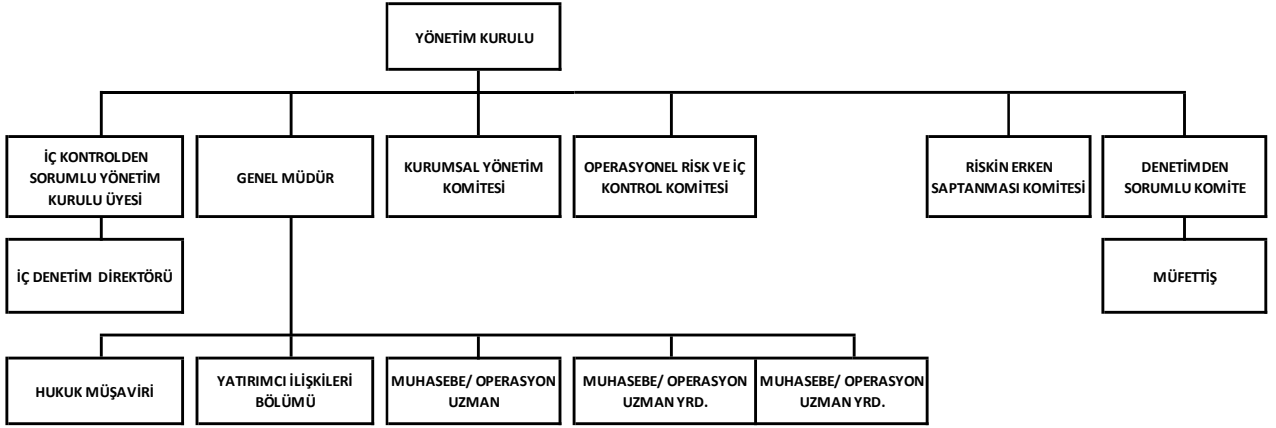 YÖNETİM KURULU
İÇ KONTROLDEN
SORUMLU YÖNETİM
KURULU ÜYESİ
GENEL MÜDÜR
KURUMSAL YÖNETİM
KOMİTESİ
OPERASYONEL RİSK VE İÇ
KONTROL KOMİTESİ
RİSKİN ERKEN
SAPTANMASI KOMİTESİ
DENETİMDEN
SORUMLU KOMİTE
İÇ DENETİM DİREKTÖRÜ
MÜFETTİŞ
HUKUK MÜŞAVİRİ
YATIRIMCI İLİŞKİLERİ
BÖLÜMÜ
MUHASEBE/ OPERASYON
UZMAN
MUHASEBE/ OPERASYON
UZMAN YRD.
MUHASEBE/ OPERASYON
UZMAN YRD.